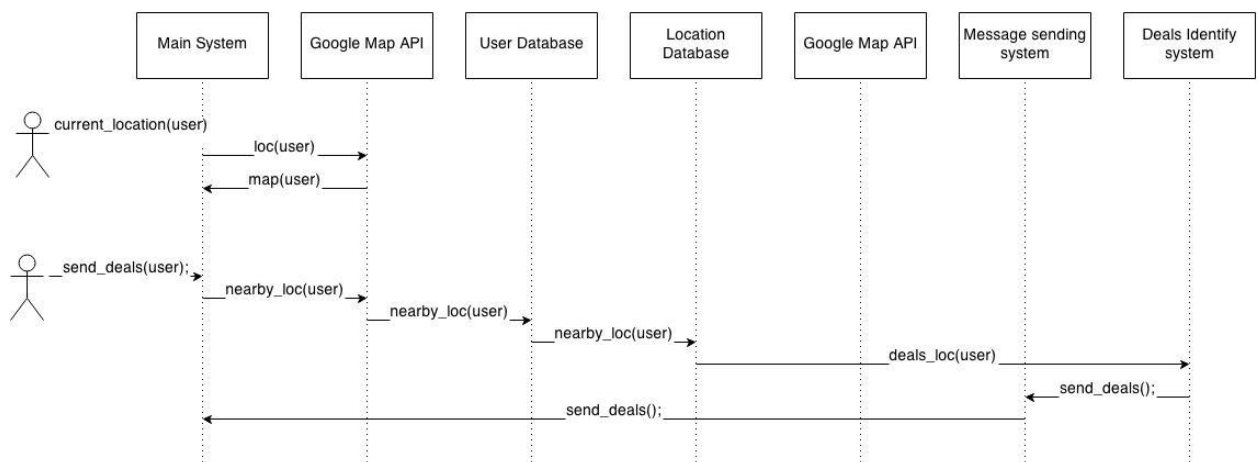 Main System
Google Map API
User Database
Location
Database
Google Map API
Message sending
system
Deals Identify
system
current_location(user)
loc(user)
map(user)
send_deals(user);
nearby_loc(user)
nearby_loc(user)
nearby_loc(user)
deals_loc(user)
send_deals();
send_deals();